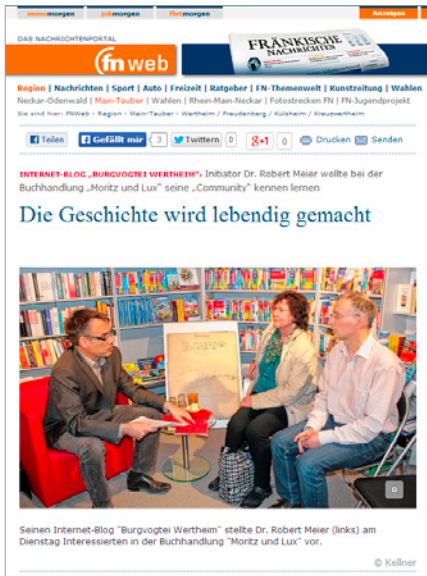 immomorgen jobmorgen flirtmorgen Anzeigen
DAS NACHRICHTENPORTAL
fnweb
FRÄNKISCHE
NACHRICHTEN
Region | Nachrichten | Sport | Auto | Freizeit | Ratgeber | FN-Themenwelt | Kunstzeitung | Wahlen
Neckar-Odenwald | Main-Tauber | Wahlen | Rhein-Main-Neckar | Fotostrecken FN | FN-Jugendprojekt
Sie sind hier: FNWeb - Region - Main-Tauber - Wertheim / Freudenberg / Külsheim / Kreuzwertheim
Teilen Gefällt mir 3 Twittern 0 g+1 0 Drucken Senden
INTERNET-BLOG „BURGVOGTEI WERTHEIM": Initiator Dr. Robert Meier wollte bei der
Buchhandlung „Moritz und Lux" seine „Community" kennen lernen
Die Geschichte wird lebendig gemacht
Seinen Internet-Blog "Burgvogtei Wertheim" stellte Dr. Robert Meier (links) am
Dienstag Interessierten in der Buchhandlung "Moritz und Lux" vor.
© Kellner